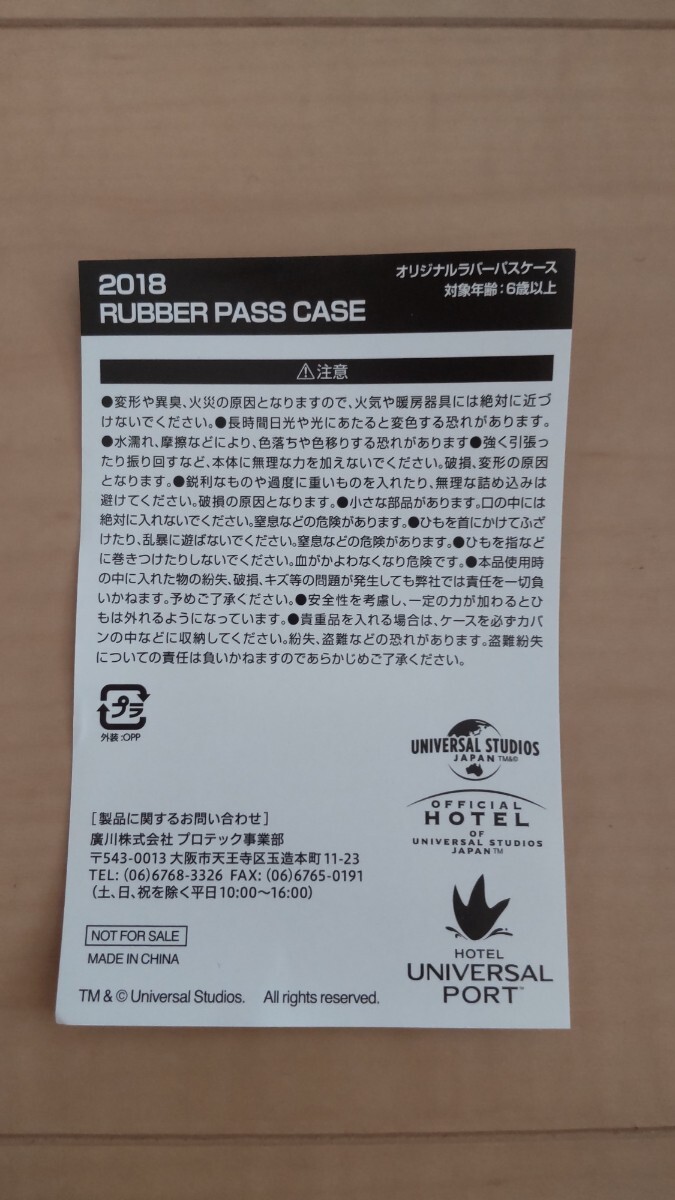 2018
RUBBER PASS CASE
オリジナルラバーパスケース
対象年齢:6歳以上
⚠注意
●変形や異臭、火災の原因となりますので、火気や暖房器具には絶対に近づ
けないでください。●長時間日光や光にあたると変色する恐れがあります。
●水濡れ、摩擦などにより、色落ちや色移りする恐れがあります●強く引張っ
たり振り回すなど、本体に無理な力を加えないでください。破損、変形の原因
となります。●鋭利なものや過度に重いものを入れたり、無理な詰め込みは
避けてください。破損の原因となります。●小さな部品があります。口の中には
絶対に入れないでください。窒息などの危険があります。●ひもを首にかけてふざ
けたり、乱暴に遊ばないでください。窒息などの危険があります。●ひもを指など
に巻きつけたりしないでください。血がかよわなくなり危険です。●本品使用時
の中に入れた物の紛失、破損、キズ等の問題が発生しても弊社では責任を一切負
いかねます。予めご了承ください。●安全性を考慮し、一定の力が加わるとひ
もは外れるようになっています。●貴重品を入れる場合は、ケースを必ずカバ
ンの中などに収納してください。紛失、盗難などの恐れがあります。盗難紛失
についての責任は負いかねますのであらかじめご了承ください。
プラ
外装:OPP
UNIVERSAL STUDIOS
JAPAN TM&©
OFFICIAL
HOTEL
OF
UNIVERSAL STUDIOS
JAPAN™
[製品に関するお問い合わせ]
廣川株式会社 プロテック事業部
〒543-0013 大阪市天王寺区玉造本町11-23
TEL: (06)6768-3326 FAX: (06)6765-0191
(土、日、祝を除く平日10:00〜16:00)
NOT FOR SALE
MADE IN CHINA
HOTEL
UNIVERSAL
PORT™
TM & © Universal Studios. All rights reserved.